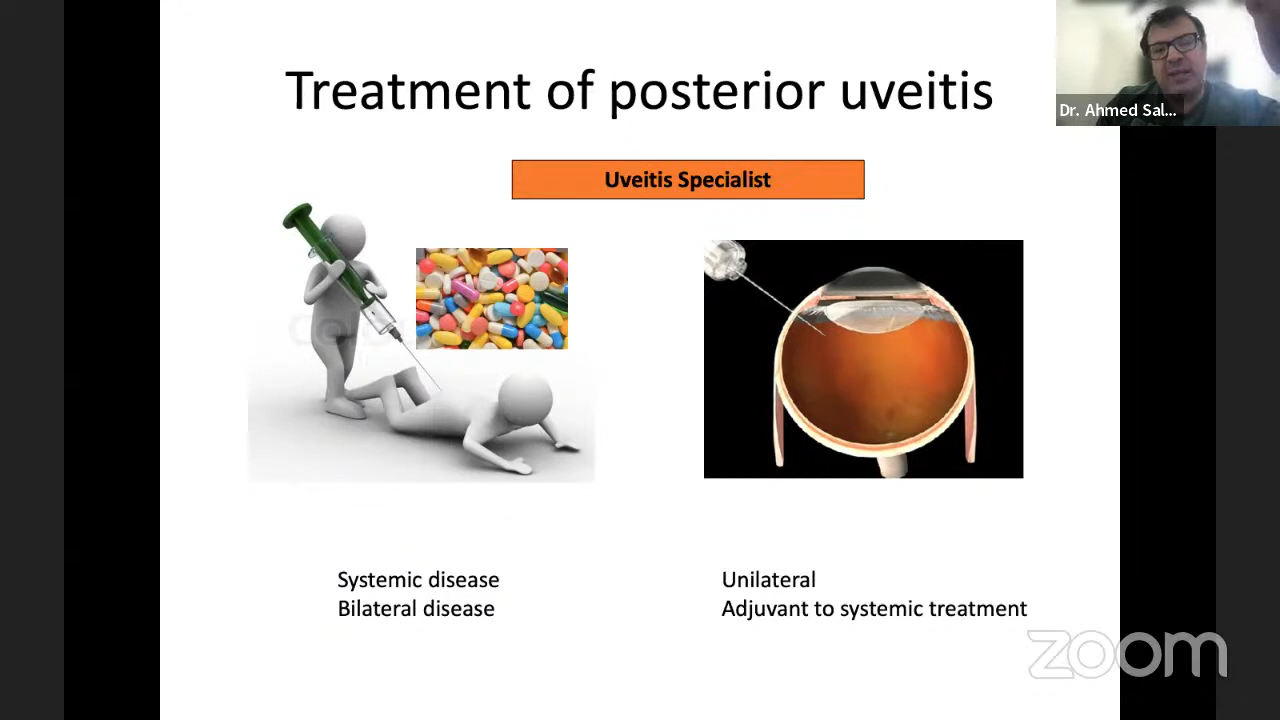 Treatment of posterior uveitis
Dr. Ahmed Sal...
Uveitis Specialist
Systemic disease
Bilateral disease
Unilateral
Adjuvant to systemic treatment
zoom